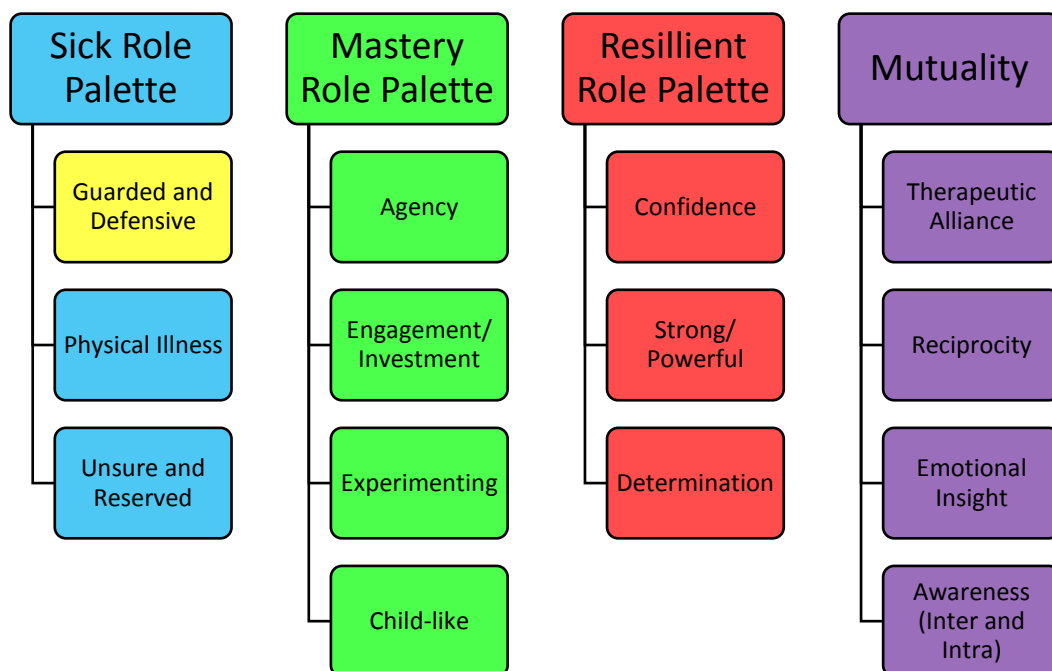 Sick Role
Palette
Guarded and
Defensive
Physical Illness
Unsure and
Reserved
Mastery
Role Palette
Agency
Engagement/
Investment
Experimenting
Child-like
Resillient
Role Palette
Confidence
Strong/
Powerful
Determination
Mutuality
Therapeutic
Alliance
Reciprocity
Emotional
Insight
Awareness
(Inter and
Intra)